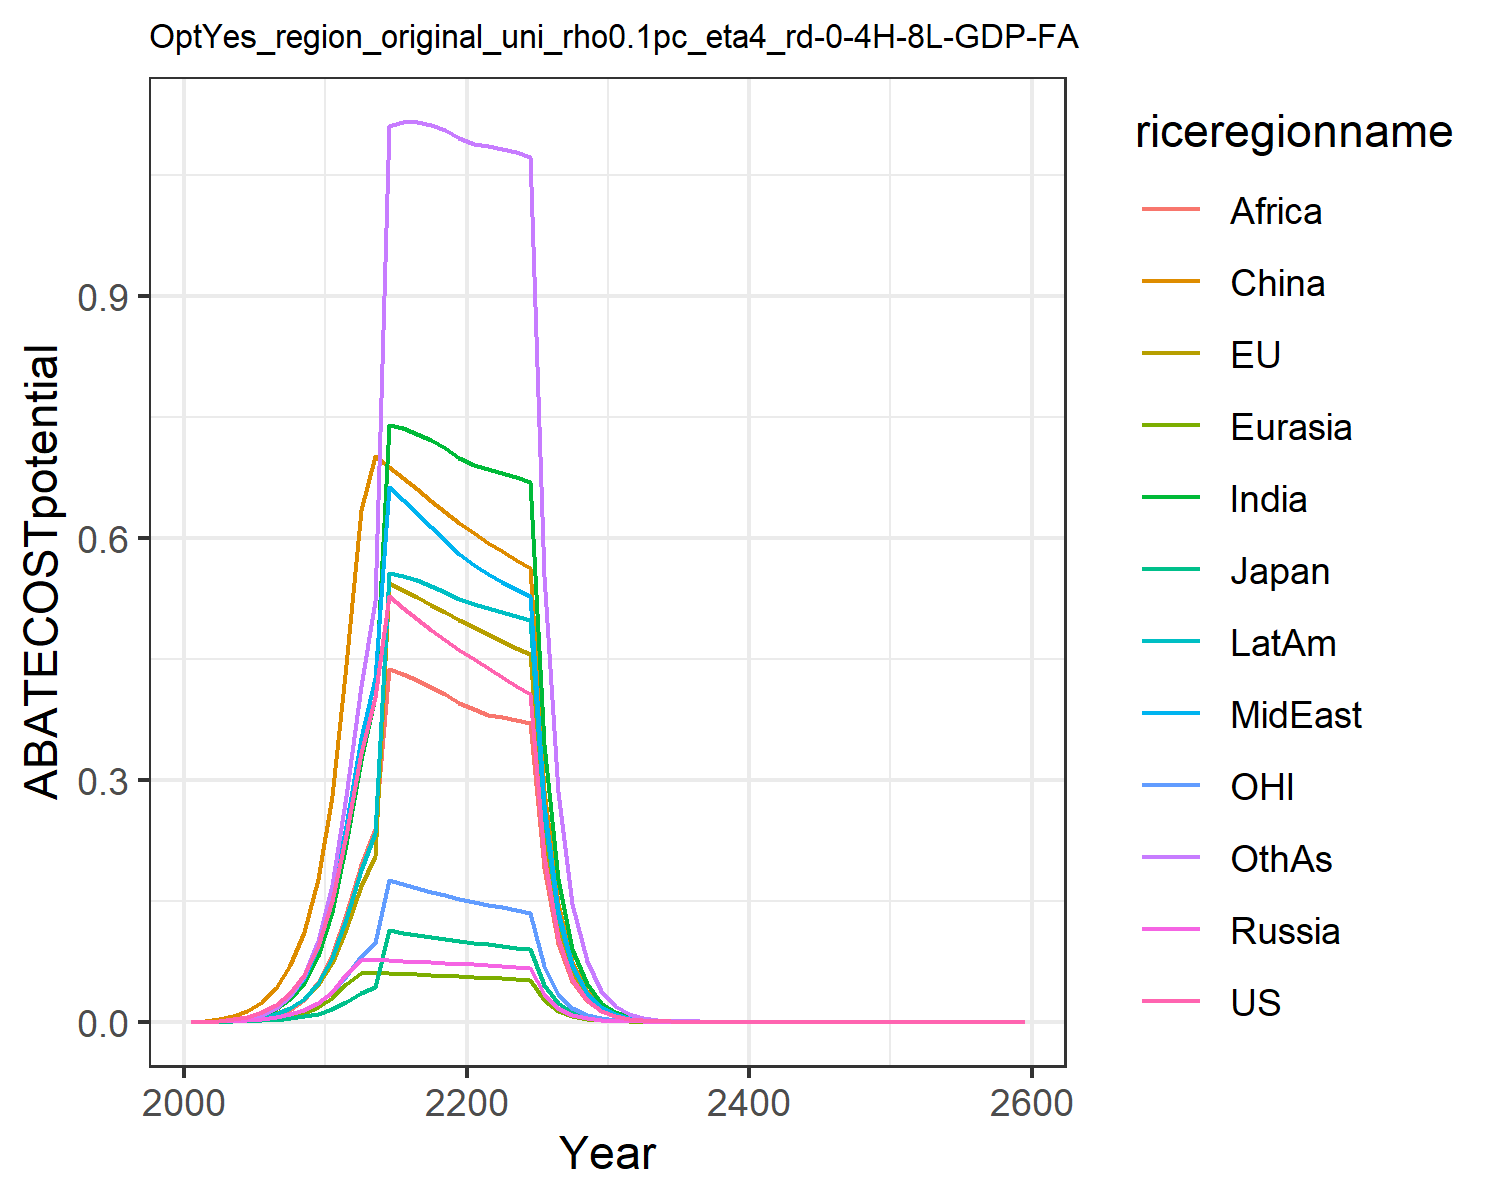 OptYes_region_original_uni_rho0.1pc_eta4_rd-0-4H-8L-GDP-FA
ABATECOSTpotential
0.9
0.6
0.3
0.0
2000
2200
2400
2600
Year
riceregionname
Africa
China
EU
Eurasia
India
Japan
LatAm
MidEast
OHI
OthAs
Russia
US